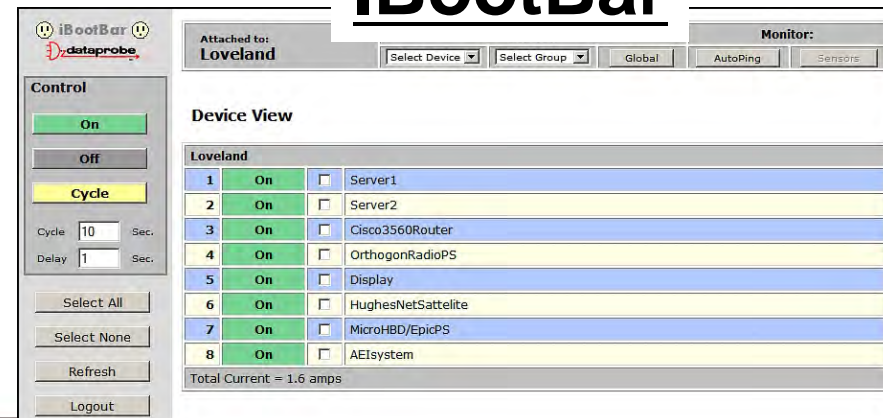 iBootBar
iBootBar
dataprobe
Attached to:
Loveland
Select Device
Select Group
Global
Monitor:
AutoPing
Sensors
Control
On
Off
Cycle
Cycle 10 Sec.
Delay 1 Sec.
Select All
Select None
Refresh
Logout
Device View
Loveland
1 On Server1
2 On Server2
3 On Cisco3560Router
4 On OrthogonRadioPS
5 On Display
6 On HughesNetSattelite
7 On MicroHBD/EpicPS
8 On AEIsystem
Total Current = 1.6 amps